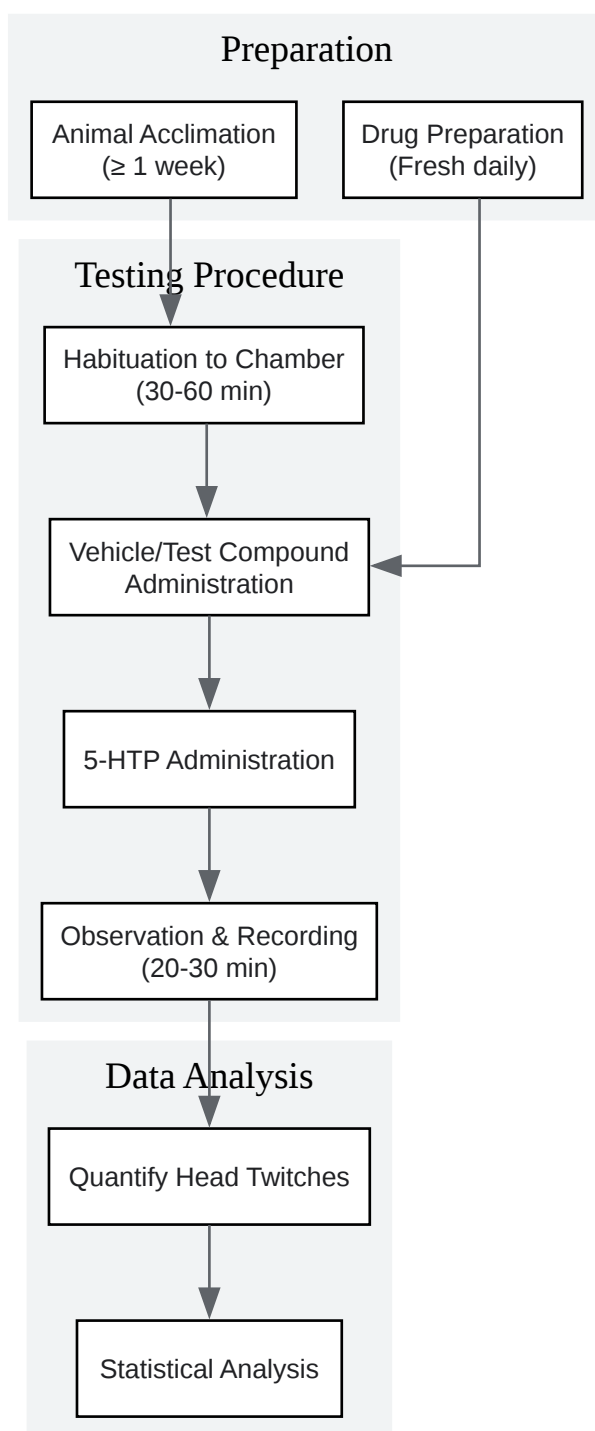 Preparation
Animal Acclimation
(≥ 1 week)
Drug Preparation
(Fresh daily)
Testing Procedure
Habituation to Chamber
(30-60 min)
Vehicle/Test Compound
Administration
5-HTP Administration
Observation & Recording
(20-30 min)
Data Analysis
Quantify Head Twitches
Statistical Analysis